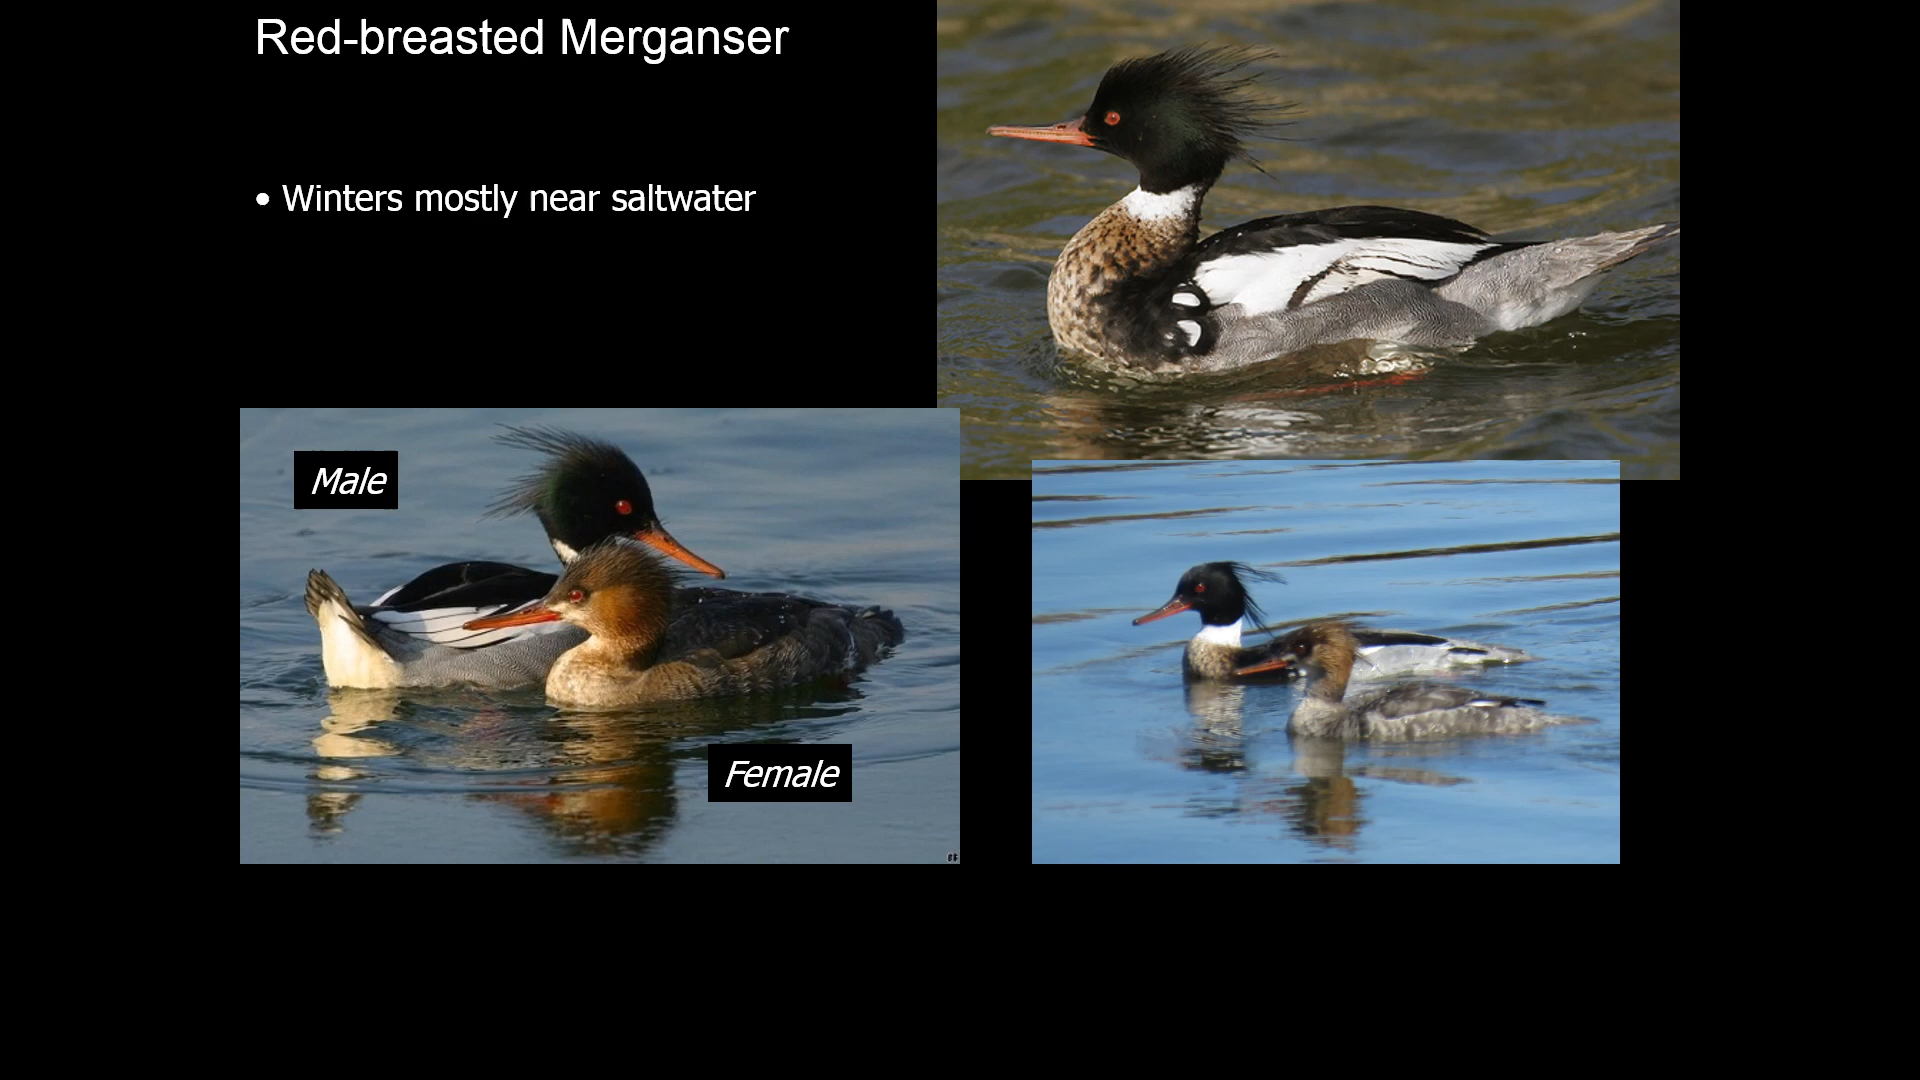 Red-breasted Merganser
• Winters mostly near saltwater
Male
Female